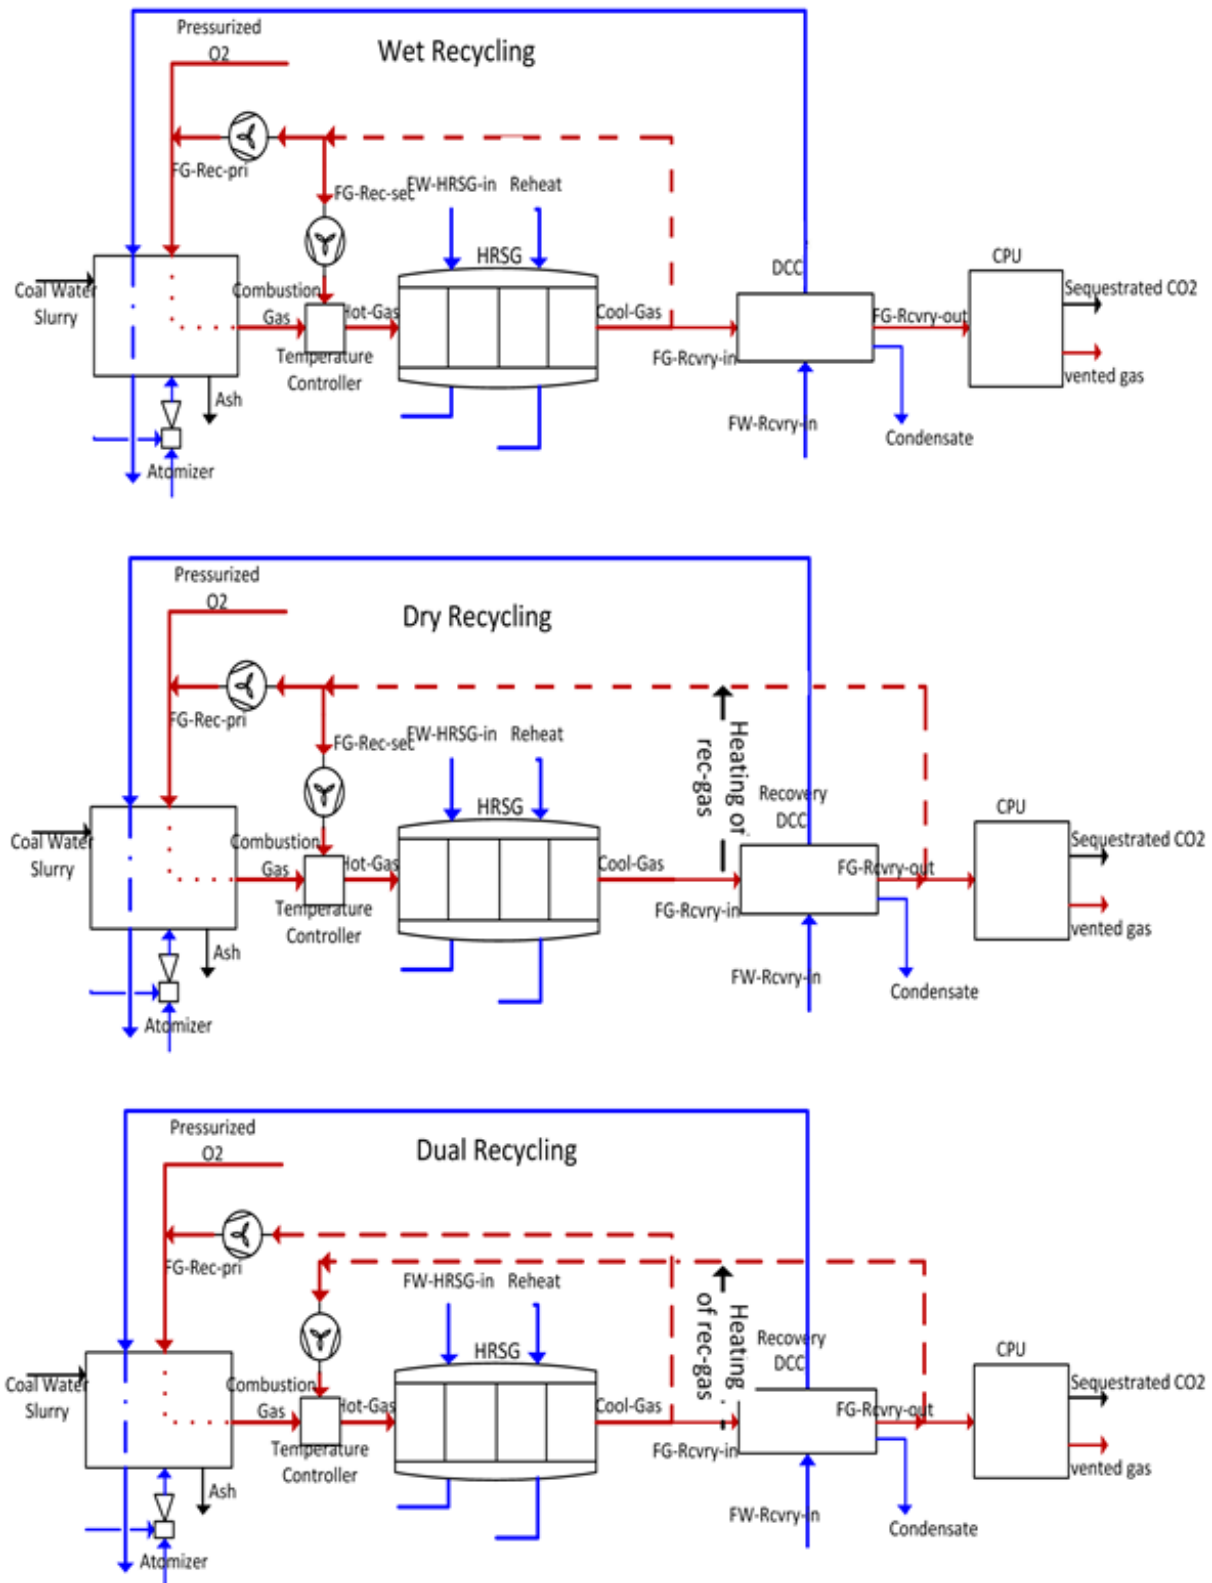 Pressurized
O2
Wet Recycling
FG-Rec-pri
FG-Rec-sec
FW-HRSG-in
Reheat
HRSG
DCC
CPU
Coal Water
Slurry
Combustion
Gas
Hot-Gas
Cool-Gas
FG-Rcvry-in
FG-Rcvry-out
Sequestrated CO2
vented gas
Temperature
Controller
Ash
Atomizer
FW-Rcvry-in
Condensate
Pressurized
O2
Dry Recycling
FG-Rec-pri
FG-Rec-sec
FW-HRSG-in
Reheat
Heating of
rec-gas
HRSG
Recovery
DCC
CPU
Coal Water
Slurry
Combustion
Gas
Hot-Gas
Cool-Gas
FG-Rcvry-in
FG-Rcvry-out
Sequestrated CO2
vented gas
Temperature
Controller
Ash
Atomizer
FW-Rcvry-in
Condensate
Pressurized
O2
Dual Recycling
FG-Rec-pri
FW-HRSG-in
Reheat
Heating
of rec-gas
HRSG
Recovery
DCC
CPU
Coal Water
Slurry
Combustion
Gas
Hot-Gas
Cool-Gas
FG-Rcvry-in
FG-Rcvry-out
Sequestrated CO2
vented gas
Temperature
Controller
Ash
Atomizer
FW-Rcvry-in
Condensate